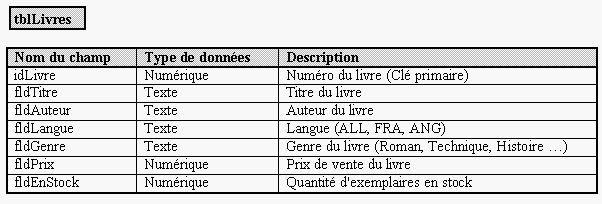 tblLivres
Nom du champ Type de données Description
idLivre Numérique Numéro du livre (Clé primaire)
fldTitre Texte Titre du livre
fldAuteur Texte Auteur du livre
fldLangue Texte Langue (ALL, FRA, ANG)
fldGenre Texte Genre du livre (Roman, Technique, Histoire …)
fldPrix Numérique Prix de vente du livre
fldEnStock Numérique Quantité d'exemplaires en stock